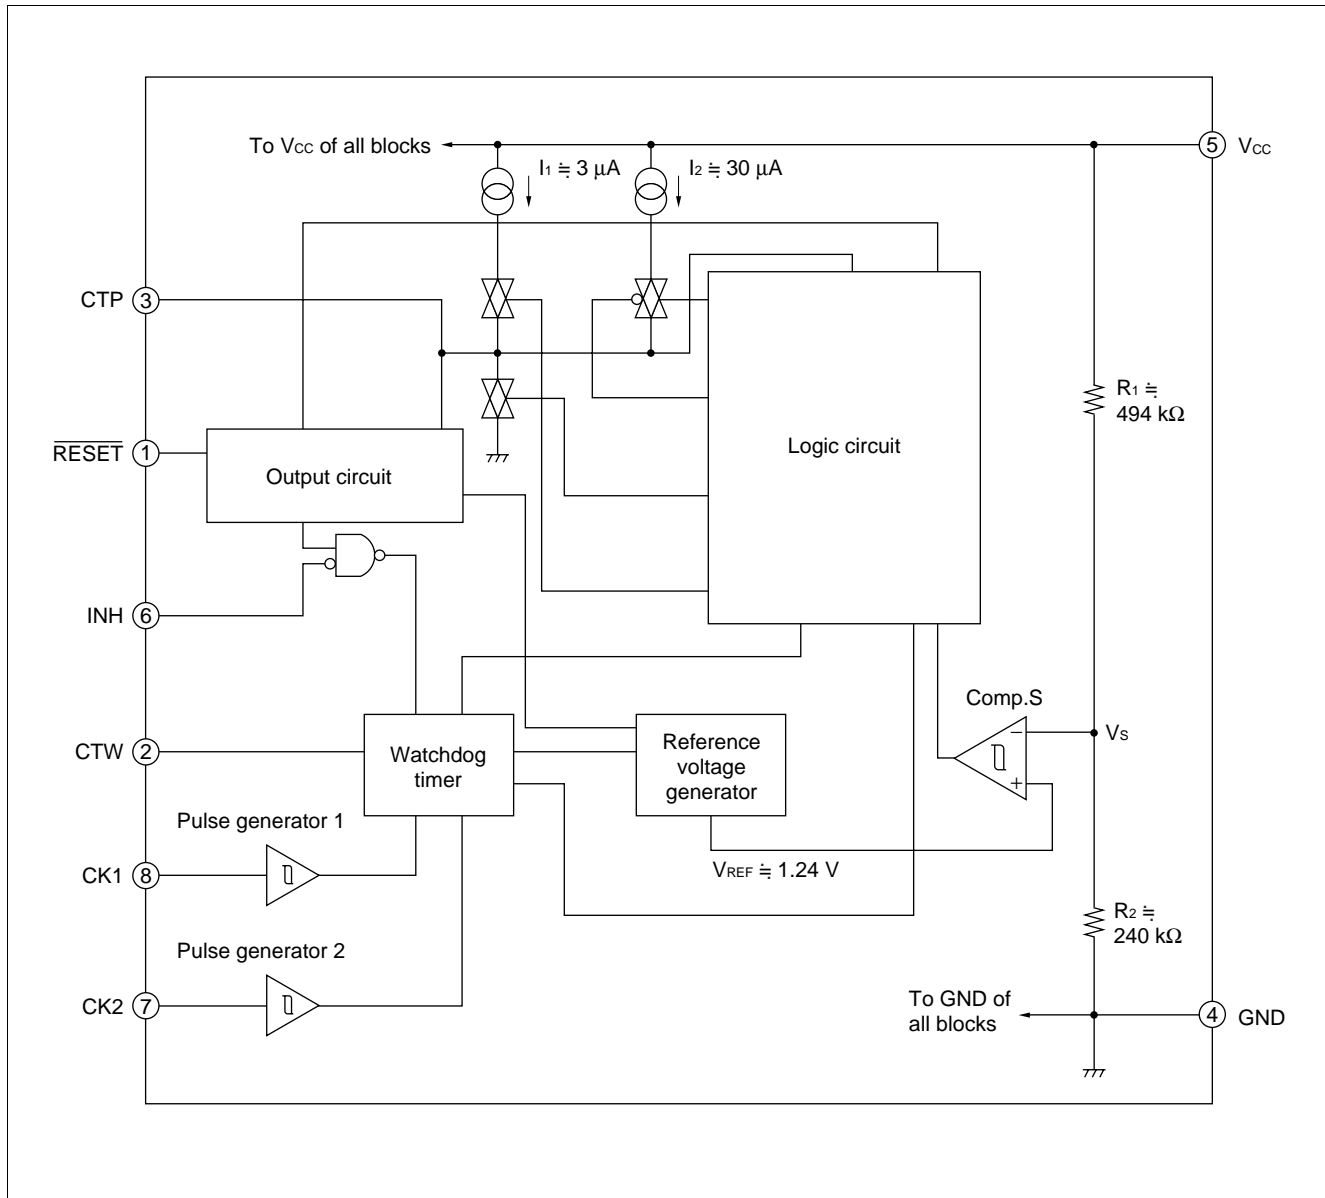 To VCC of all blocks
5
VCC
I1 ≒ 3 μA
I2 ≒ 30 μA
CTP
3
R1 ≒
494 kΩ
RESET
1
Output circuit
Logic circuit
INH
6
Comp.S
−
VS
+
CTW
2
Watchdog
timer
Reference
voltage
generator
Pulse generator 1
VREF ≒ 1.24 V
CK1
8
R2 ≒
240 kΩ
Pulse generator 2
CK2
7
To GND of
all blocks
4
GND